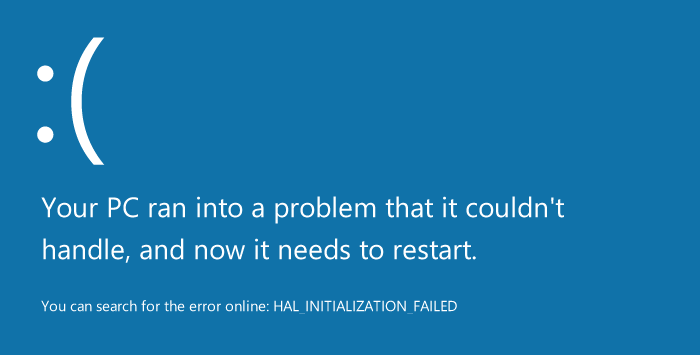 :(
Your PC ran into a problem that it couldn't
handle, and now it needs to restart.
You can search for the error online: HAL_INITIALIZATION_FAILED